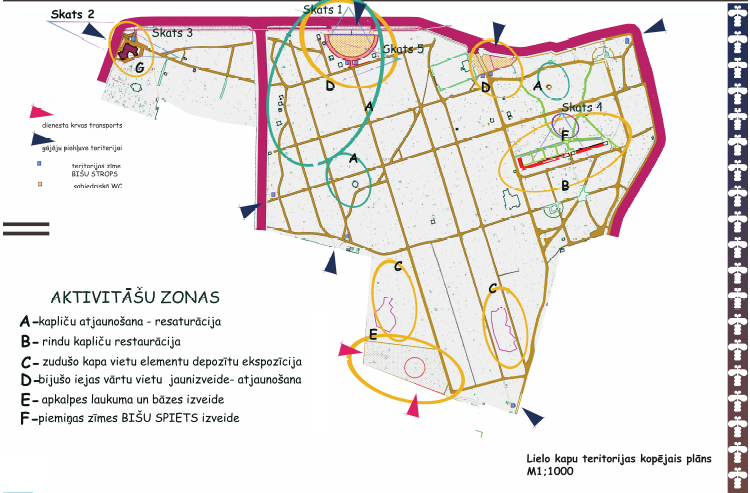 Skats 1
Skats 2
Skats 3
Skats 5
G
D
A
D
A
Skats 4
F
A
B
dienesta krvas transports
gājēju piekļuve teritorijai
teritorijas zīme
BIŠU STROPS
sabiedriskā WC
C
C
E
AKTIVITĀŠU ZONAS
A-kapliču atjaunošana - resaturācija
B- rindu kapliču restaurācija
C- zudušo kapa vietu elementu depozītu ekspozīcija
D-bijušo iejas vārtu vietu jaunizveide- atjaunošana
E- apkalpes laukuma un bāzes izveide
F-piemiņas zīmes BIŠU SPIETS izveide
Lielo kapu teritorijas kopējais plāns
M1;1000